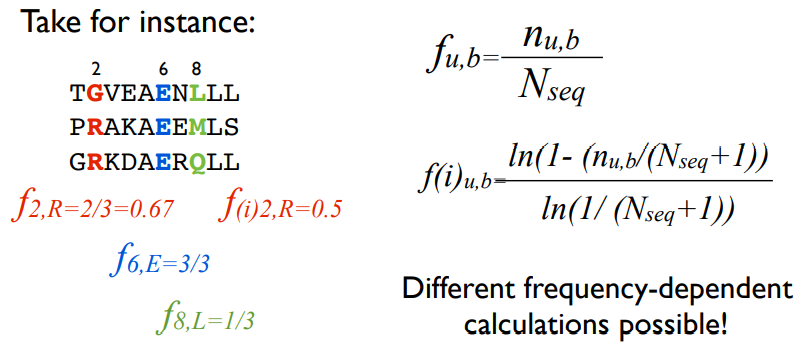 Take for instance:
2 6 8
TGVEAENLLL
PRAKAEEMLS
GRKDAERQLL
f2,R=2/3=0.67 f(i)2,R=0.5
f6,E=3/3
f8,L=1/3
fu,b= nu,b
Nseq
f(i)u,b= ln(1- (nu,b/(Nseq+1))
ln(1/ (Nseq+1))
Different frequency-dependent
calculations possible!